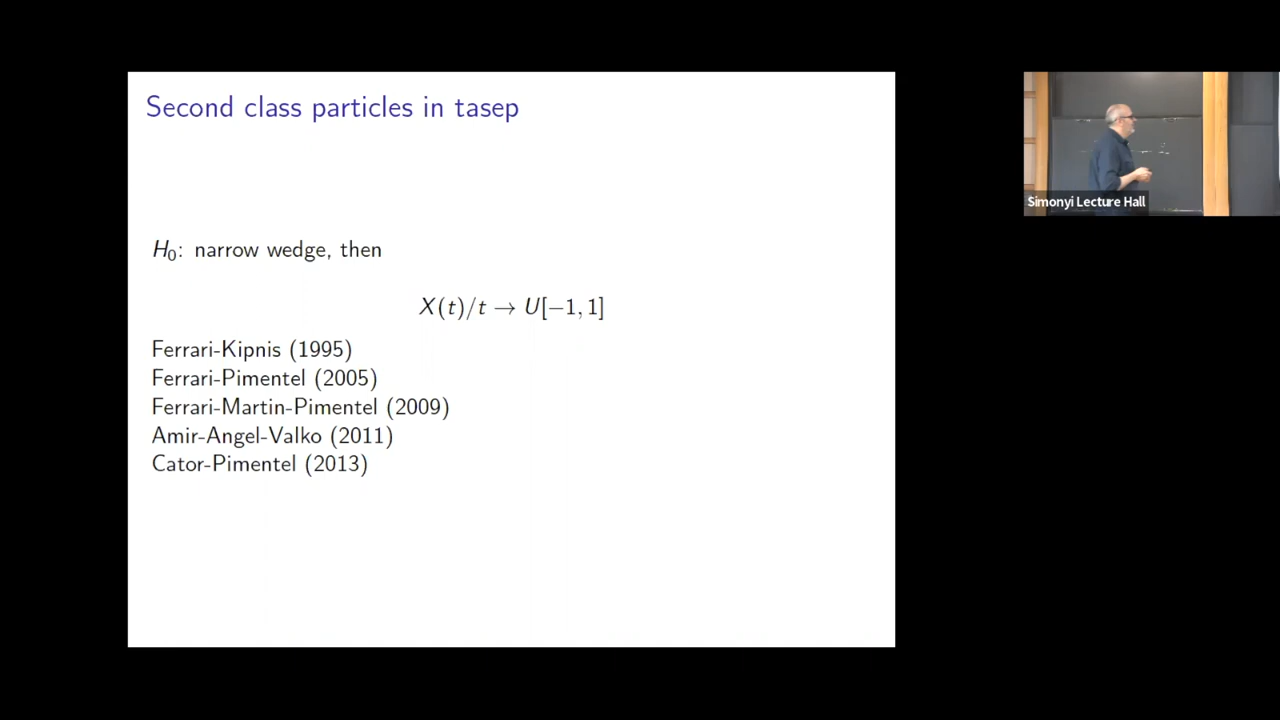 Second class particles in tasep
H₀: narrow wedge, then
X(t)/t → U[−1, 1]
Ferrari-Kipnis (1995)
Ferrari-Pimentel (2005)
Ferrari-Martin-Pimentel (2009)
Amir-Angel-Valko (2011)
Cator-Pimentel (2013)
Simonyi Lecture Hall